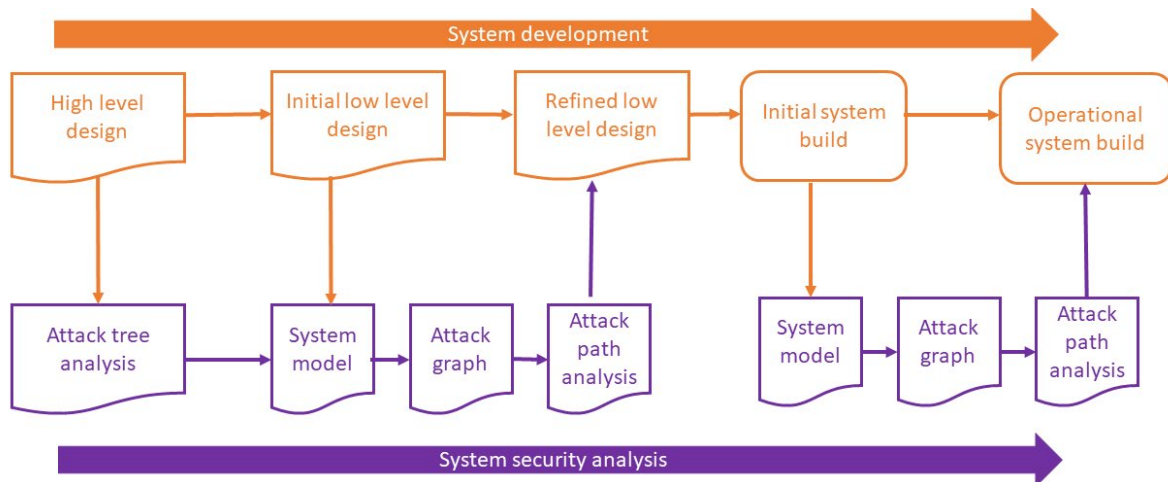 System development
High level
design
Initial low level
design
Refined low
level design
Initial system
build
Operational
system build
Attack tree
analysis
System
model
Attack
graph
Attack
path
analysis
System
model
Attack
graph
Attack
path
analysis
System security analysis